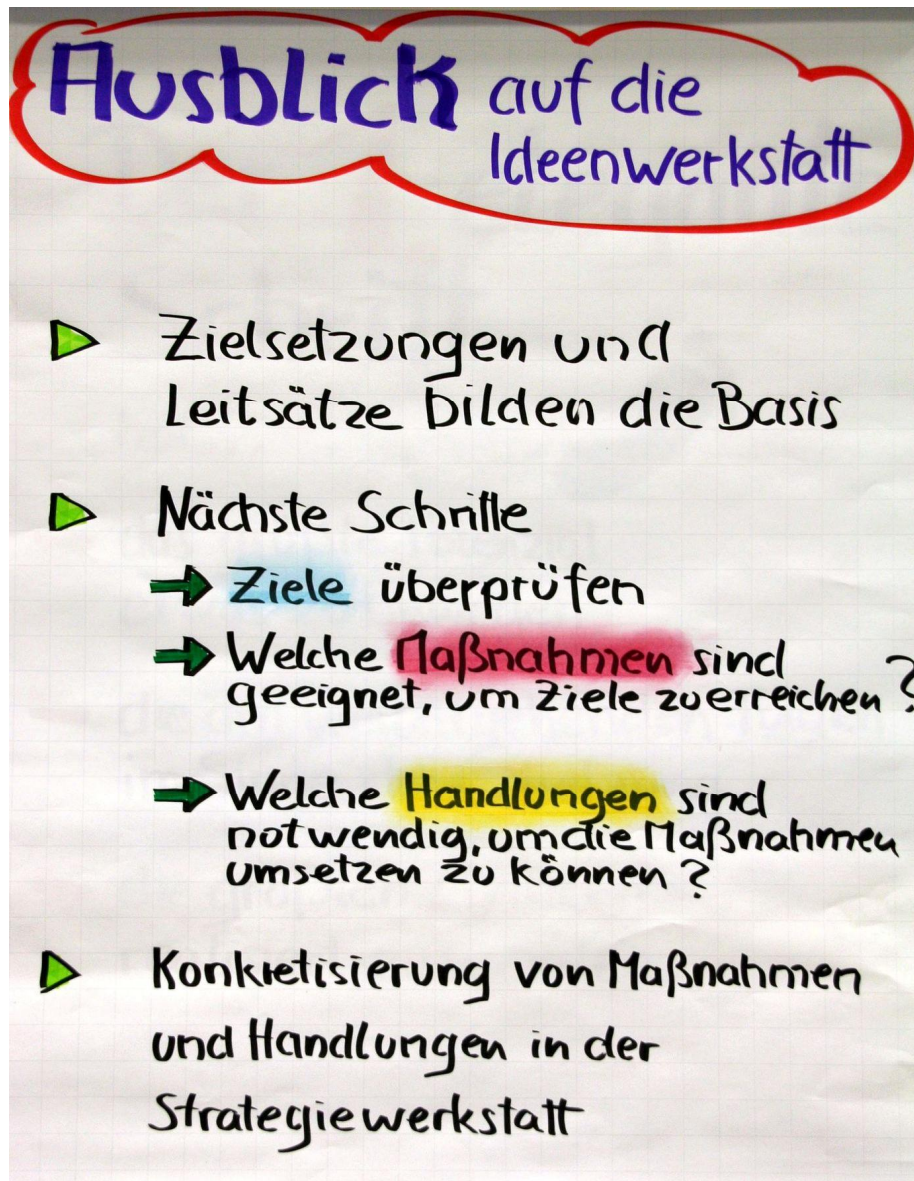 Ausblick auf die
Ideenwerkstatt
Zielsetzungen und
Leitsätze bilden die Basis
Nächste Schritte
Ziele überprüfen
Welche Maßnahmen sind
geeignet, um Ziele zu erreichen ?
Welche Handlungen sind
notwendig, um die Maßnahmen
umsetzen zu können ?
Konkretisierung von Maßnahmen
und Handlungen in der
Strategiewerkstatt